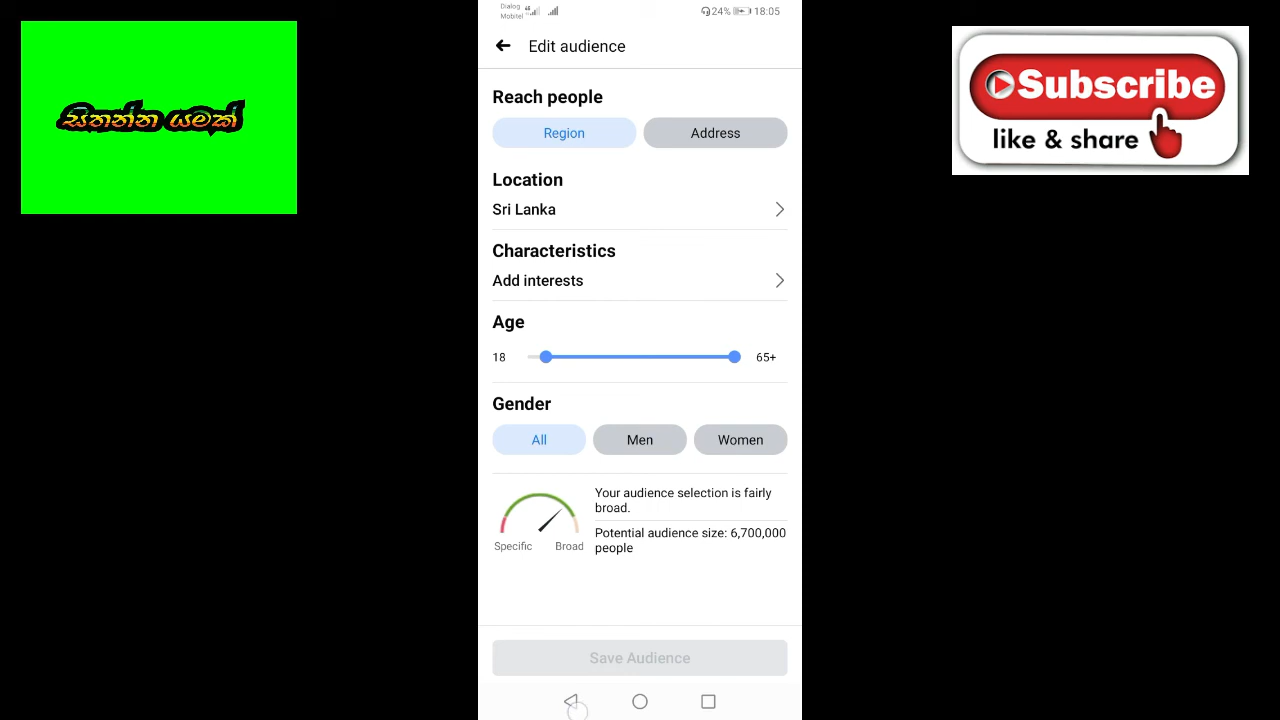 සිතන්න යමක්
Dialog
Mobitel
24%
18:05
Edit audience
Reach people
Region
Address
Location
Sri Lanka
Characteristics
Add interests
Age
18
65+
Gender
All
Men
Women
Your audience selection is fairly
broad.
Specific
Broad
Potential audience size: 6,700,000
people
Save Audience
Subscribe
like & share